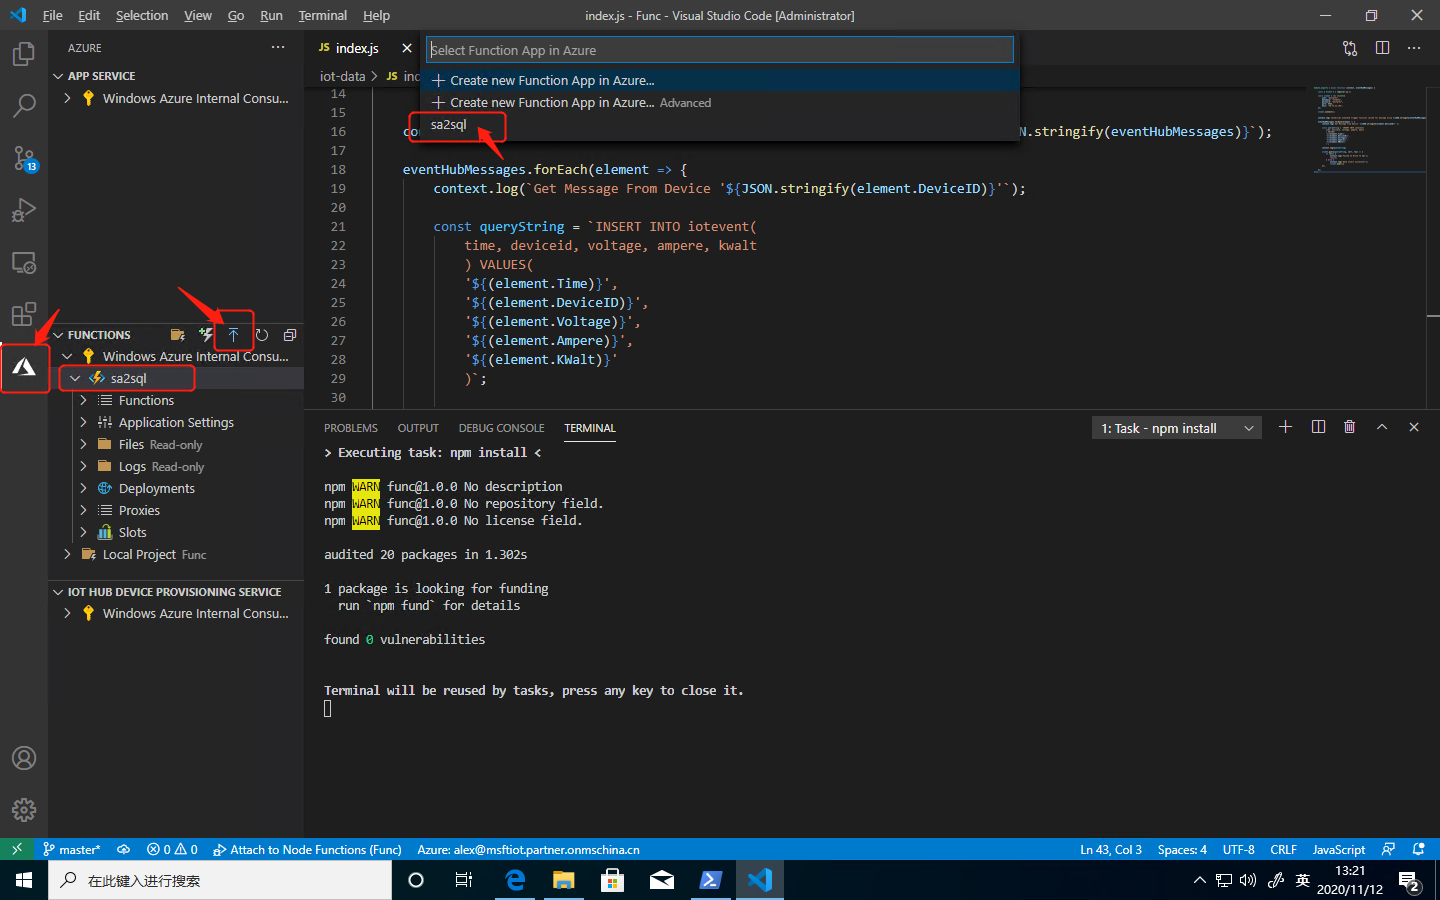 File Edit Selection View Go Run Terminal Help
index.js - Func - Visual Studio Code [Administrator]
AZURE
APP SERVICE
Windows Azure Internal Consu...
13
FUNCTIONS
Windows Azure Internal Consu...
sa2sql
Functions
Application Settings
Files Read-only
Logs Read-only
Deployments
Proxies
Slots
Local Project Func
IOT HUB DEVICE PROVISIONING SERVICE
Windows Azure Internal Consu...
JS index.js
Select Function App in Azure
Create new Function App in Azure...
Create new Function App in Azure... Advanced
sa2sql
iot-data > JS
14
15
16 N.stringify(eventHubMessages)}`);
17
18 eventHubMessages.forEach(element => {
19 context.log(`Get Message From Device '${JSON.stringify(element.DeviceID)}'`);
20
21 const queryString = `INSERT INTO iotevent(
22 time, deviceid, voltage, ampere, kwalt
23 ) VALUES(
24 '${(element.Time)}',
25 '${(element.DeviceID)}',
26 '${(element.Voltage)}',
27 '${(element.Ampere)}',
28 '${(element.KWalt)}'
29 )`;
30
PROBLEMS OUTPUT DEBUG CONSOLE TERMINAL
1: Task - npm install
> Executing task: npm install <
npm WARN func@1.0.0 No description
npm WARN func@1.0.0 No repository field.
npm WARN func@1.0.0 No license field.
audited 20 packages in 1.302s
1 package is looking for funding
run `npm fund` for details
found 0 vulnerabilities
Terminal will be reused by tasks, press any key to close it.
master* 0 0 Attach to Node Functions (Func) Azure: alex@msftiot.partner.onmschina.cn
Ln 43, Col 3 Spaces: 4 UTF-8 CRLF JavaScript
在此键入进行搜索
英
13:21
2020/11/12
2